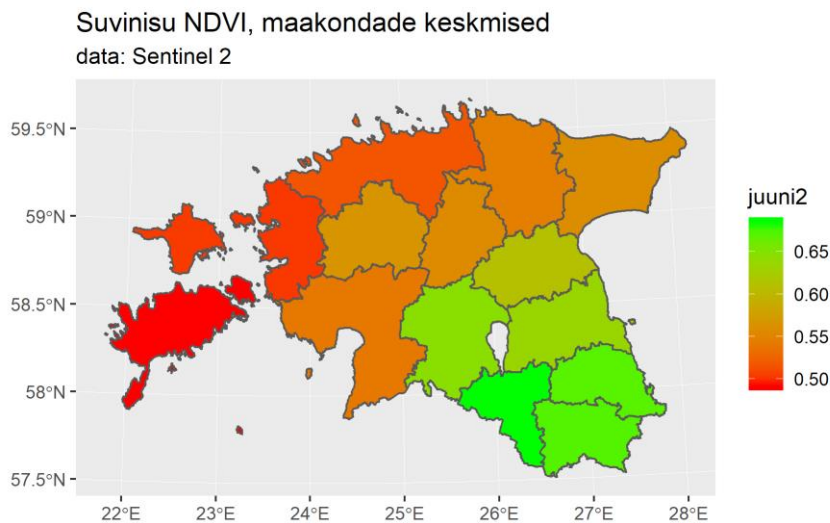 Suvinisu NDVI, maakondade keskmised
data: Sentinel 2
59.5°N
59°N
58.5°N
58°N
57.5°N
22°E
23°E
24°E
25°E
26°E
27°E
28°E
juuni2
0.65
0.60
0.55
0.50